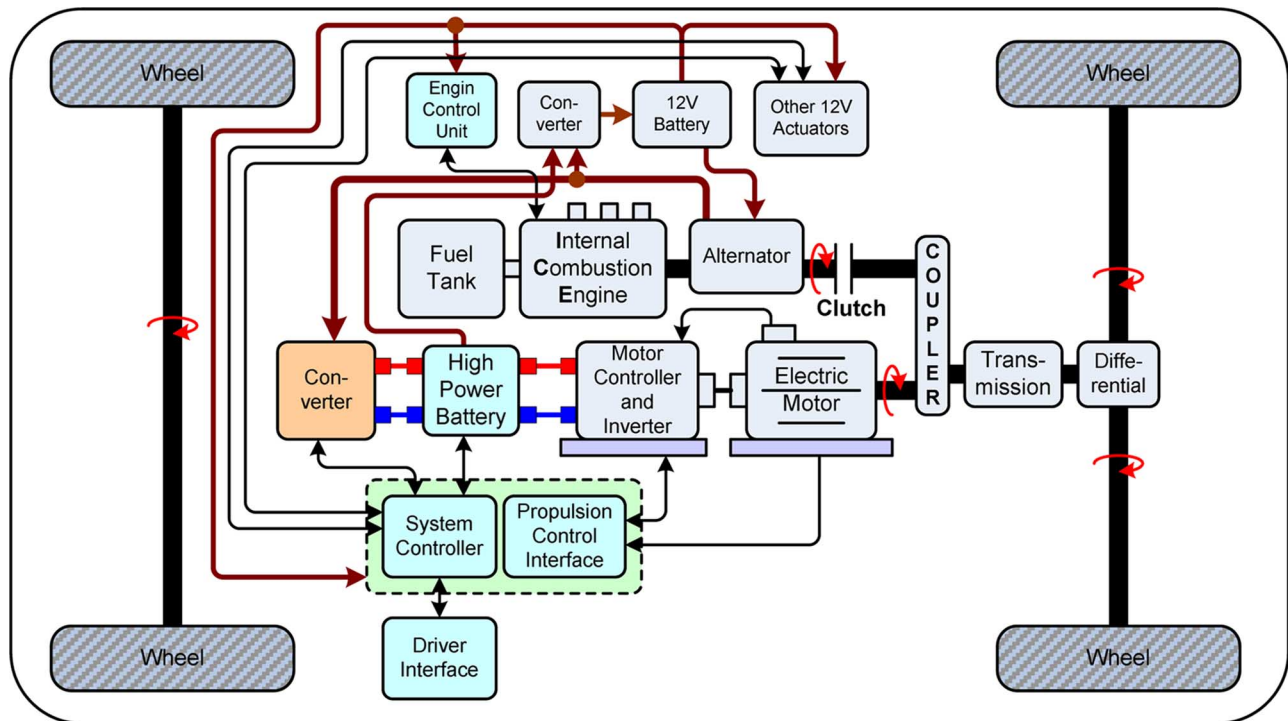 Wheel
Wheel
Engin
Control
Unit
Con-
verter
12V
Battery
Other 12V
Actuators
Fuel
Tank
Internal
Combustion
Engine
Alternator
Clutch
COUPLER
Con-
verter
High
Power
Battery
Motor
Controller
and
Inverter
Electric
Motor
Trans-
mission
Diffe-
rential
System
Controller
Propulsion
Control
Interface
Driver
Interface
Wheel
Wheel